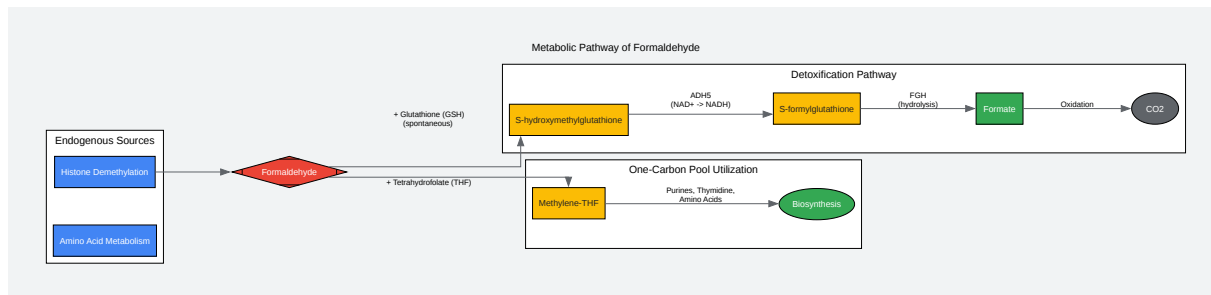 Metabolic Pathway of Formaldehyde
Detoxification Pathway
ADH5
(NAD+ -> NADH)
FGH
(hydrolysis)
S-hydroxymethylglutathione
S-formylglutathione
Formate
Oxidation
CO2
+ Glutathione (GSH)
(spontaneous)
Endogenous Sources
Histone Demethylation
Formaldehyde
+ Tetrahydrofolate (THF)
One-Carbon Pool Utilization
Methylene-THF
Purines, Thymidine,
Amino Acids
Biosynthesis
Amino Acid Metabolism